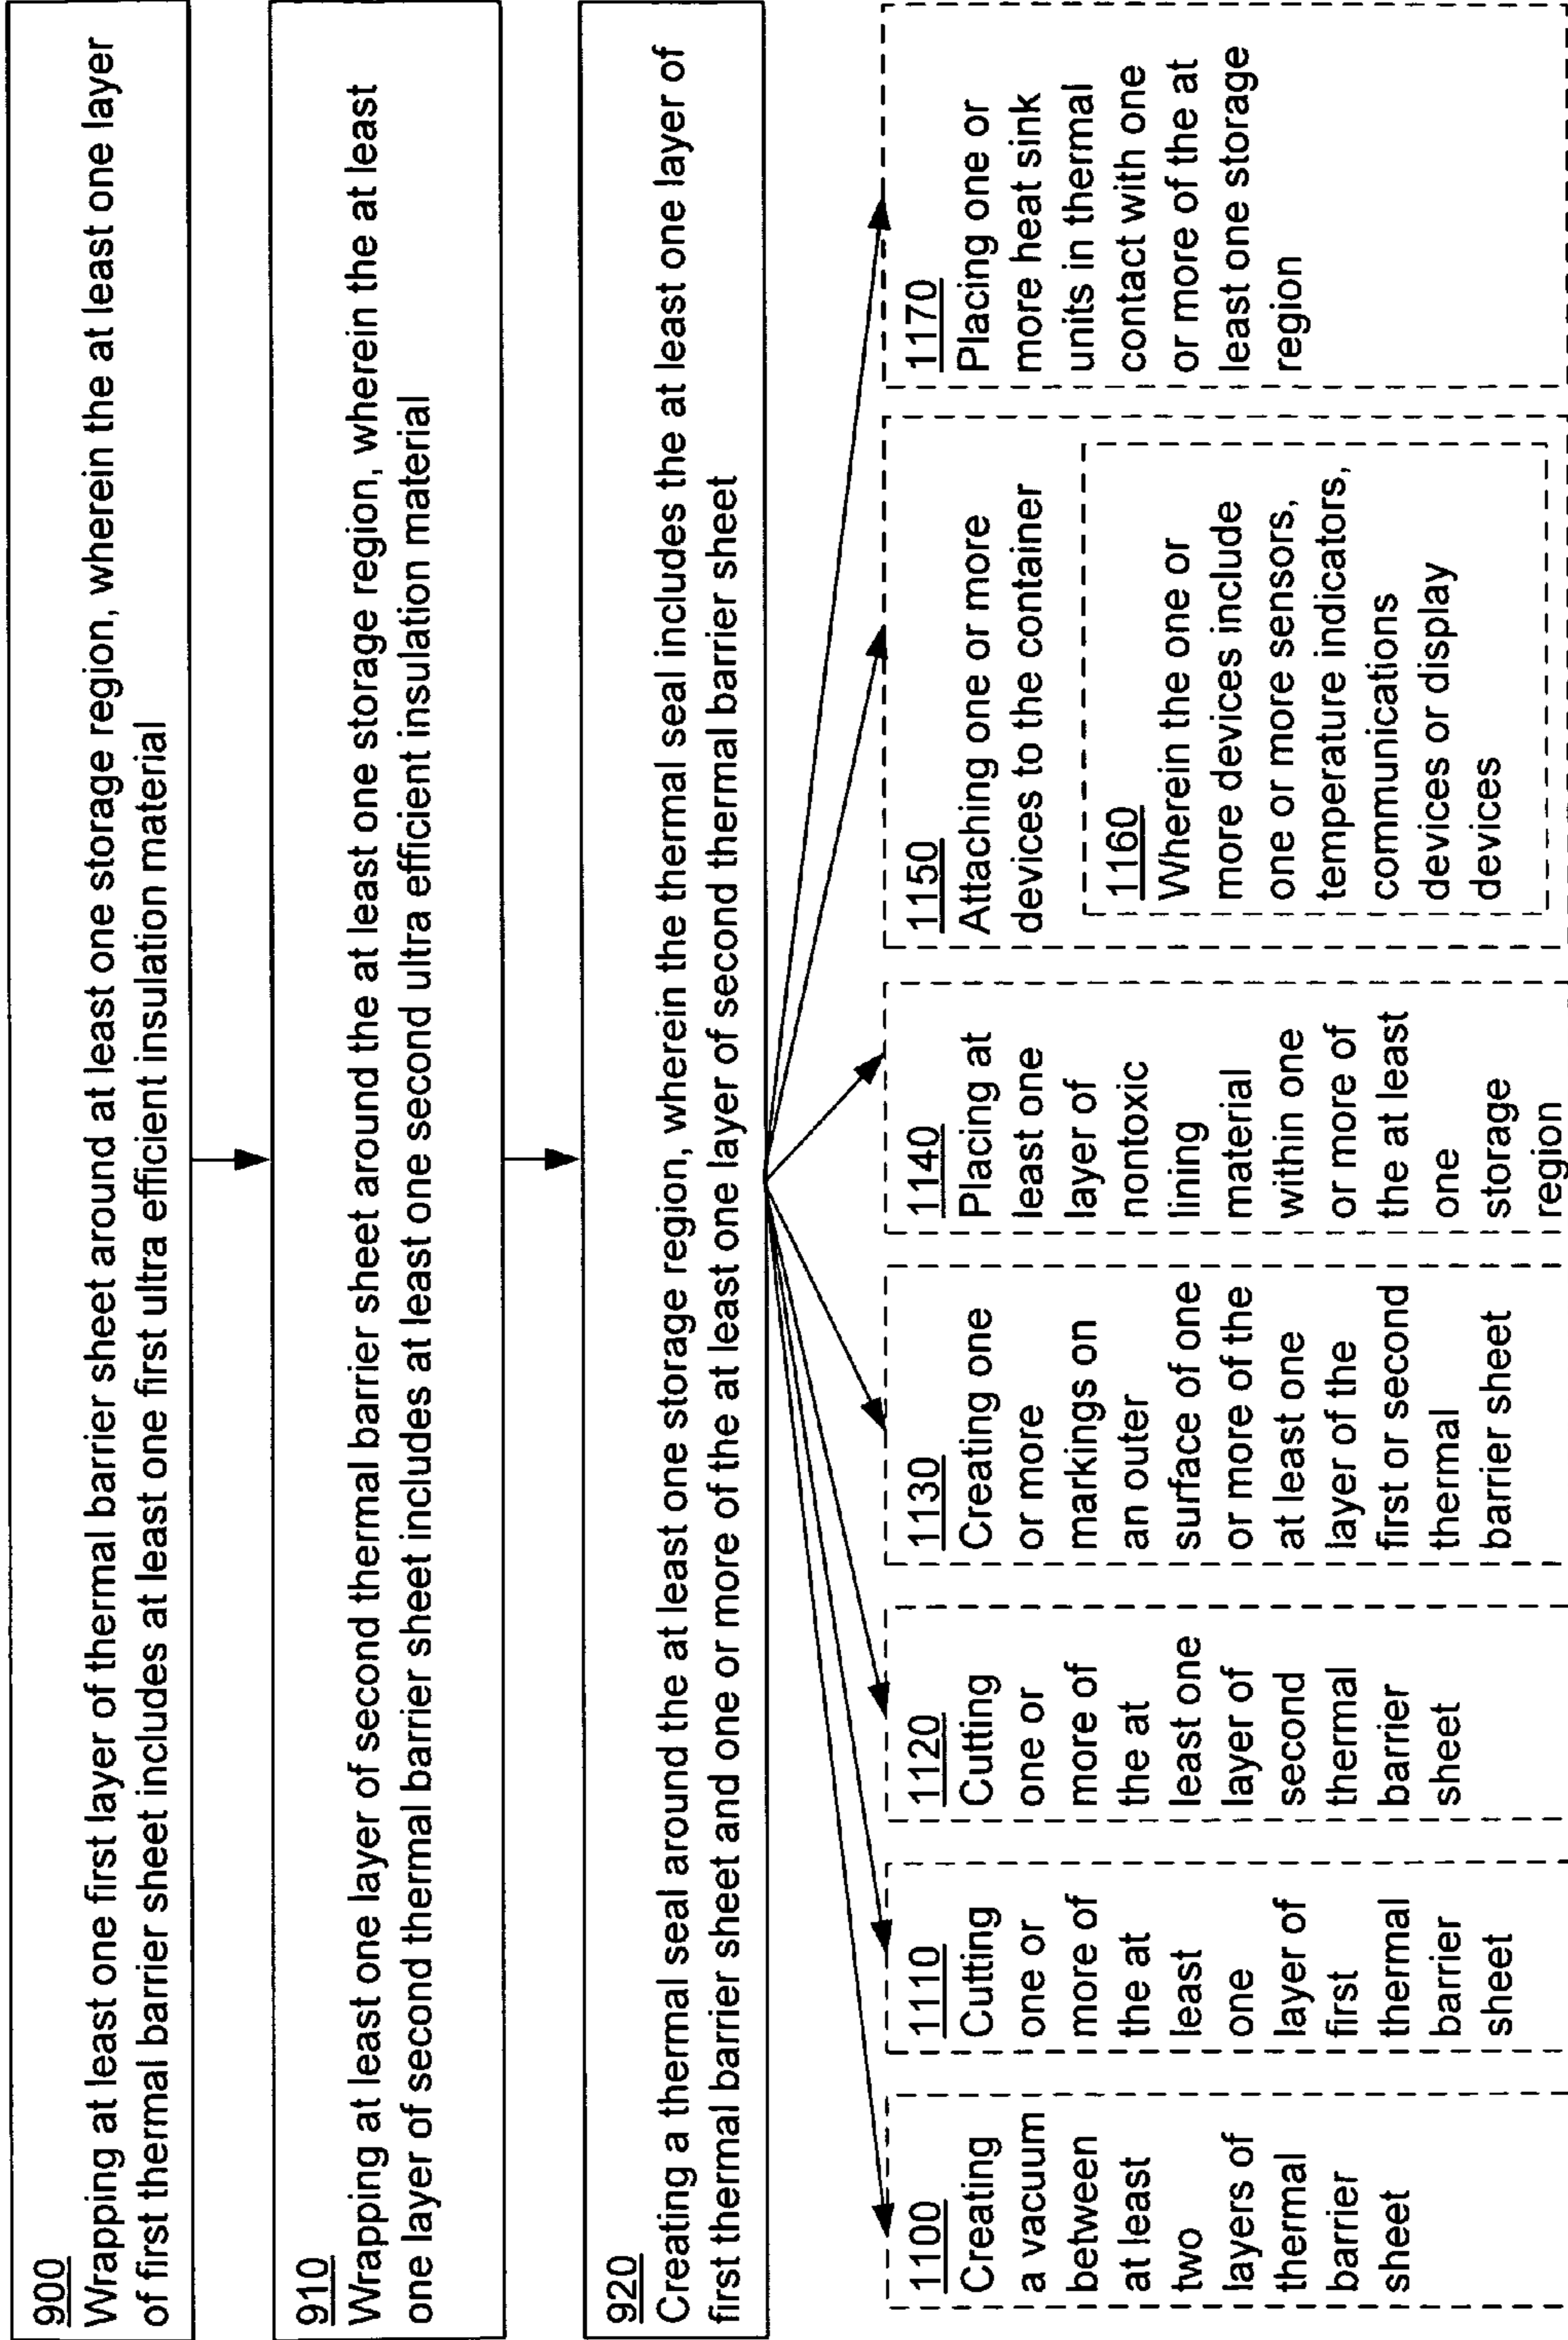 900
Wrapping at least one first layer of thermal barrier sheet around at least one storage region, wherein the at least one layer
of first thermal barrier sheet includes at least one first ultra efficient insulation material
910
Wrapping at least one layer of second thermal barrier sheet around the at least one storage region, wherein the at least
one layer of second thermal barrier sheet includes at least one second ultra efficient insulation material
920
Creating a thermal seal around the at least one storage region, wherein the thermal seal includes the at least one layer of
first thermal barrier sheet and one or more of the at least one layer of second thermal barrier sheet
1100
Creating
a vacuum
between
at least
two
layers of
thermal
barrier
sheet
1110
Cutting
one or
more of
the at
least
one
layer of
first
thermal
barrier
sheet
1120
Cutting
one or
more of
the at
least one
layer of
second
thermal
barrier
sheet
1130
Creating one
or more
markings on
an outer
surface of one
or more of the
at least one
layer of the
first or second
thermal
barrier sheet
1140
Placing at
least one
layer of
nontoxic
lining
material
within one
or more of
the at least
one
storage
region
1150
Attaching one or more
devices to the container
1160
Wherein the one or
more devices include
one or more sensors,
temperature indicators,
communications
devices or display
devices
1170
Placing one or
more heat sink
units in thermal
contact with one
or more of the at
least one storage
region